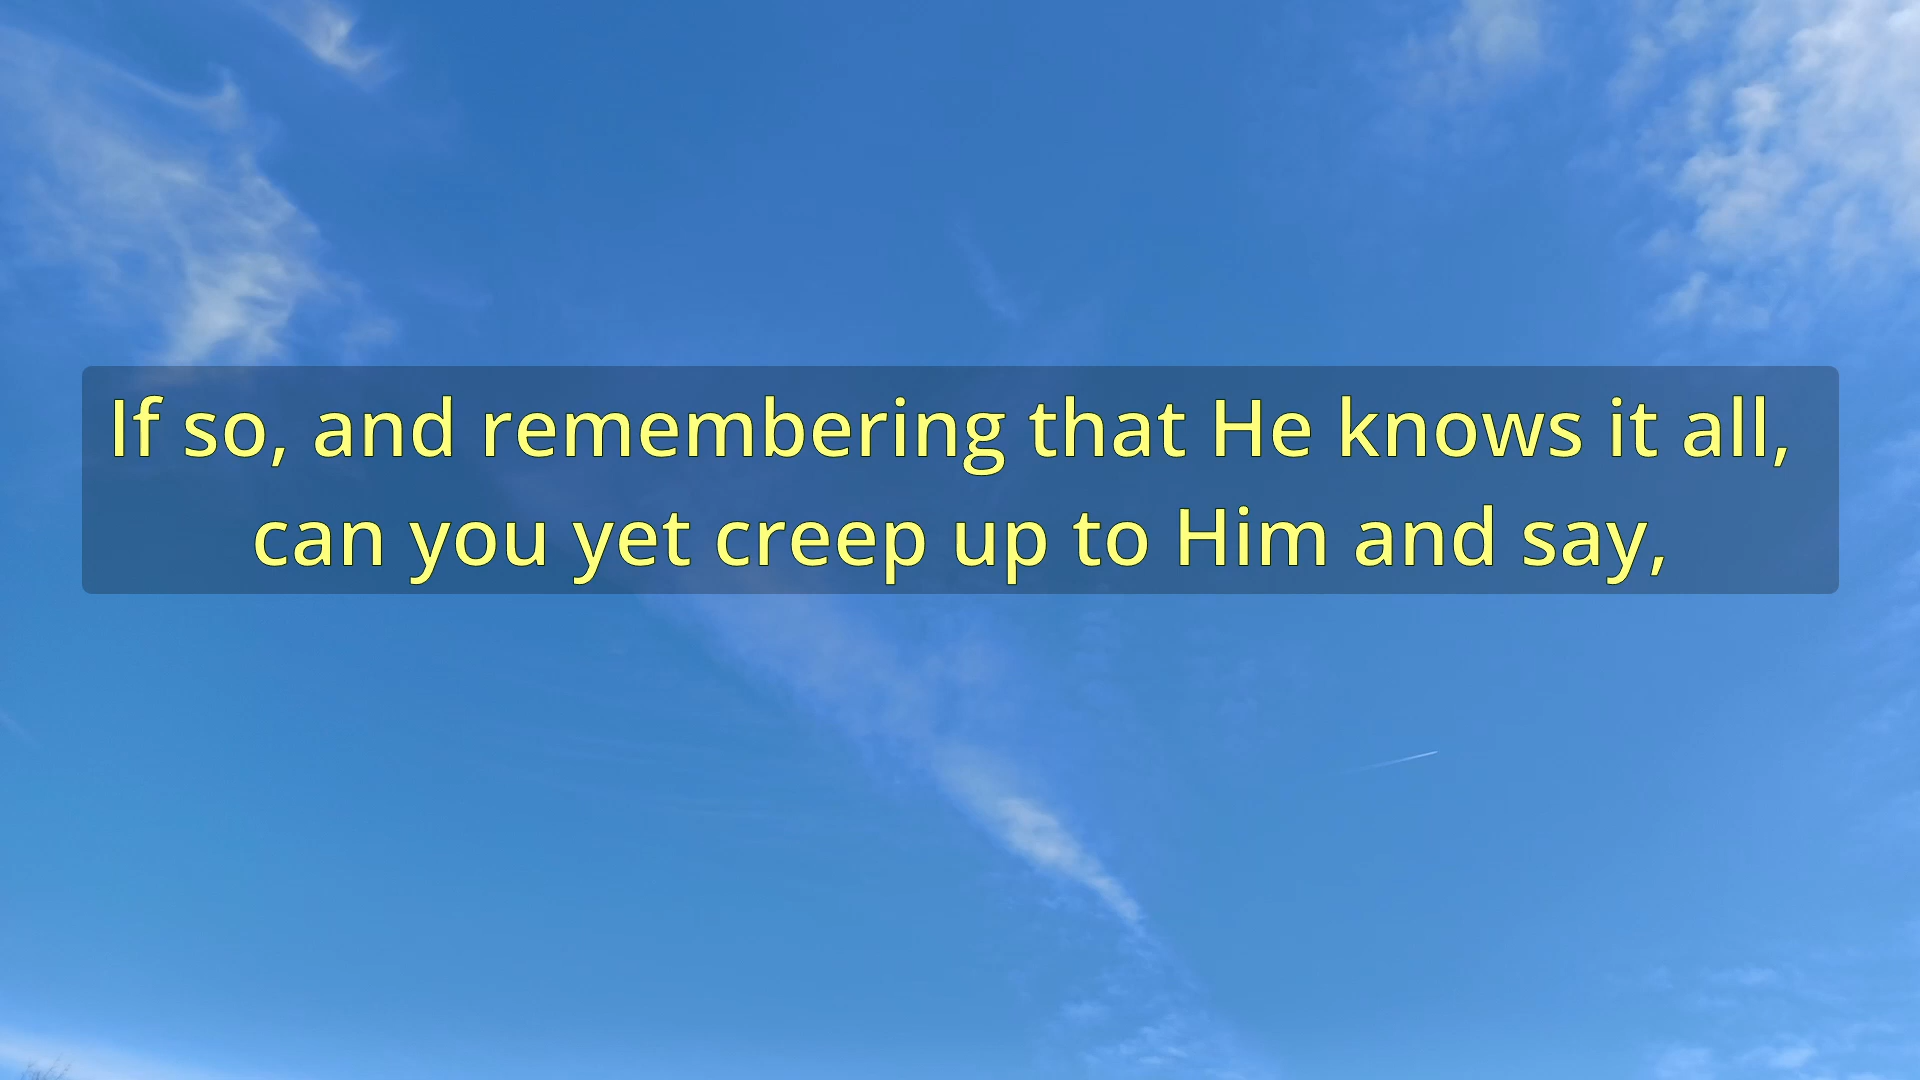 If so, and remembering that He knows it all,
can you yet creep up to Him and say,